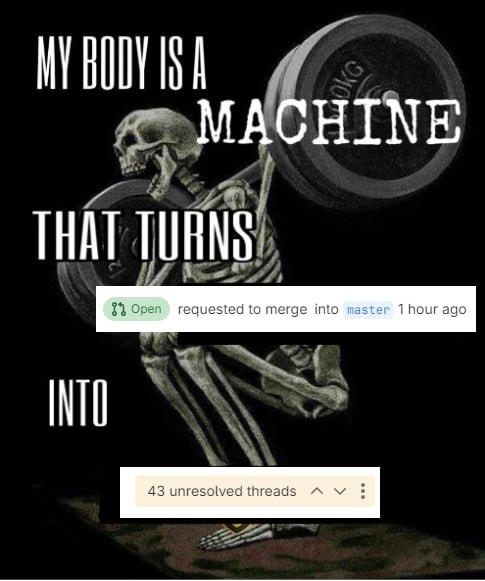 MY BODY IS A
MACHINE
THAT TURNS
Open requested to merge into master 1 hour ago
INTO
43 unresolved threads